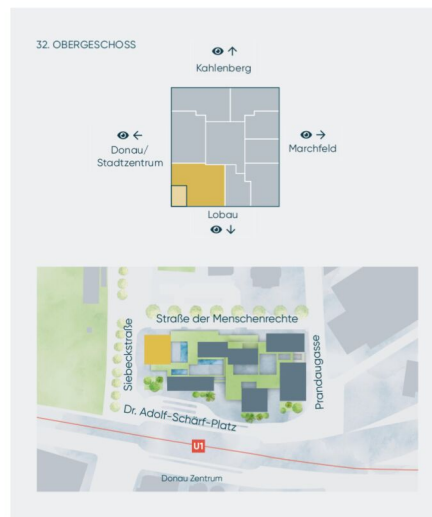 32. OBERGESCHOSS
Kahlenberg
Donau/
Stadtzentrum
Marchfeld
Lobau
Straße der Menschenrechte
Siebeckstraße
Prandaugasse
Dr. Adolf-Schärf-Platz
U1
Donau Zentrum